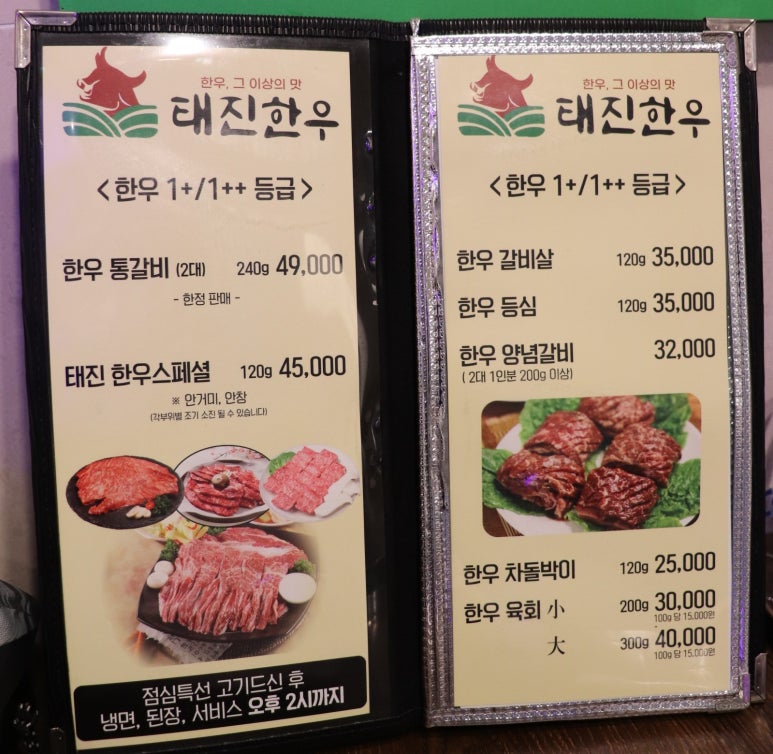 한우, 그 이상의 맛
태진한우
< 한우 1+/1++ 등급 >
한우 통갈비 (2대) 240g 49,000
- 한정 판매 -
태진 한우스페셜 120g 45,000
※ 안거미, 안창
(각부위별 조기 소진 될 수 있습니다)
점심특선 고기드신 후
냉면, 된장, 서비스 오후 2시까지
한우, 그 이상의 맛
태진한우
< 한우 1+/1++ 등급 >
한우 갈비살 120g 35,000
한우 등심 120g 35,000
한우 양념갈비 32,000
( 2대 1인분 200g 이상)
한우 차돌박이 120g 25,000
한우 육회 小 200g 30,000
100g 당 15,000원
大 300g 40,000
100g 당 15,000원